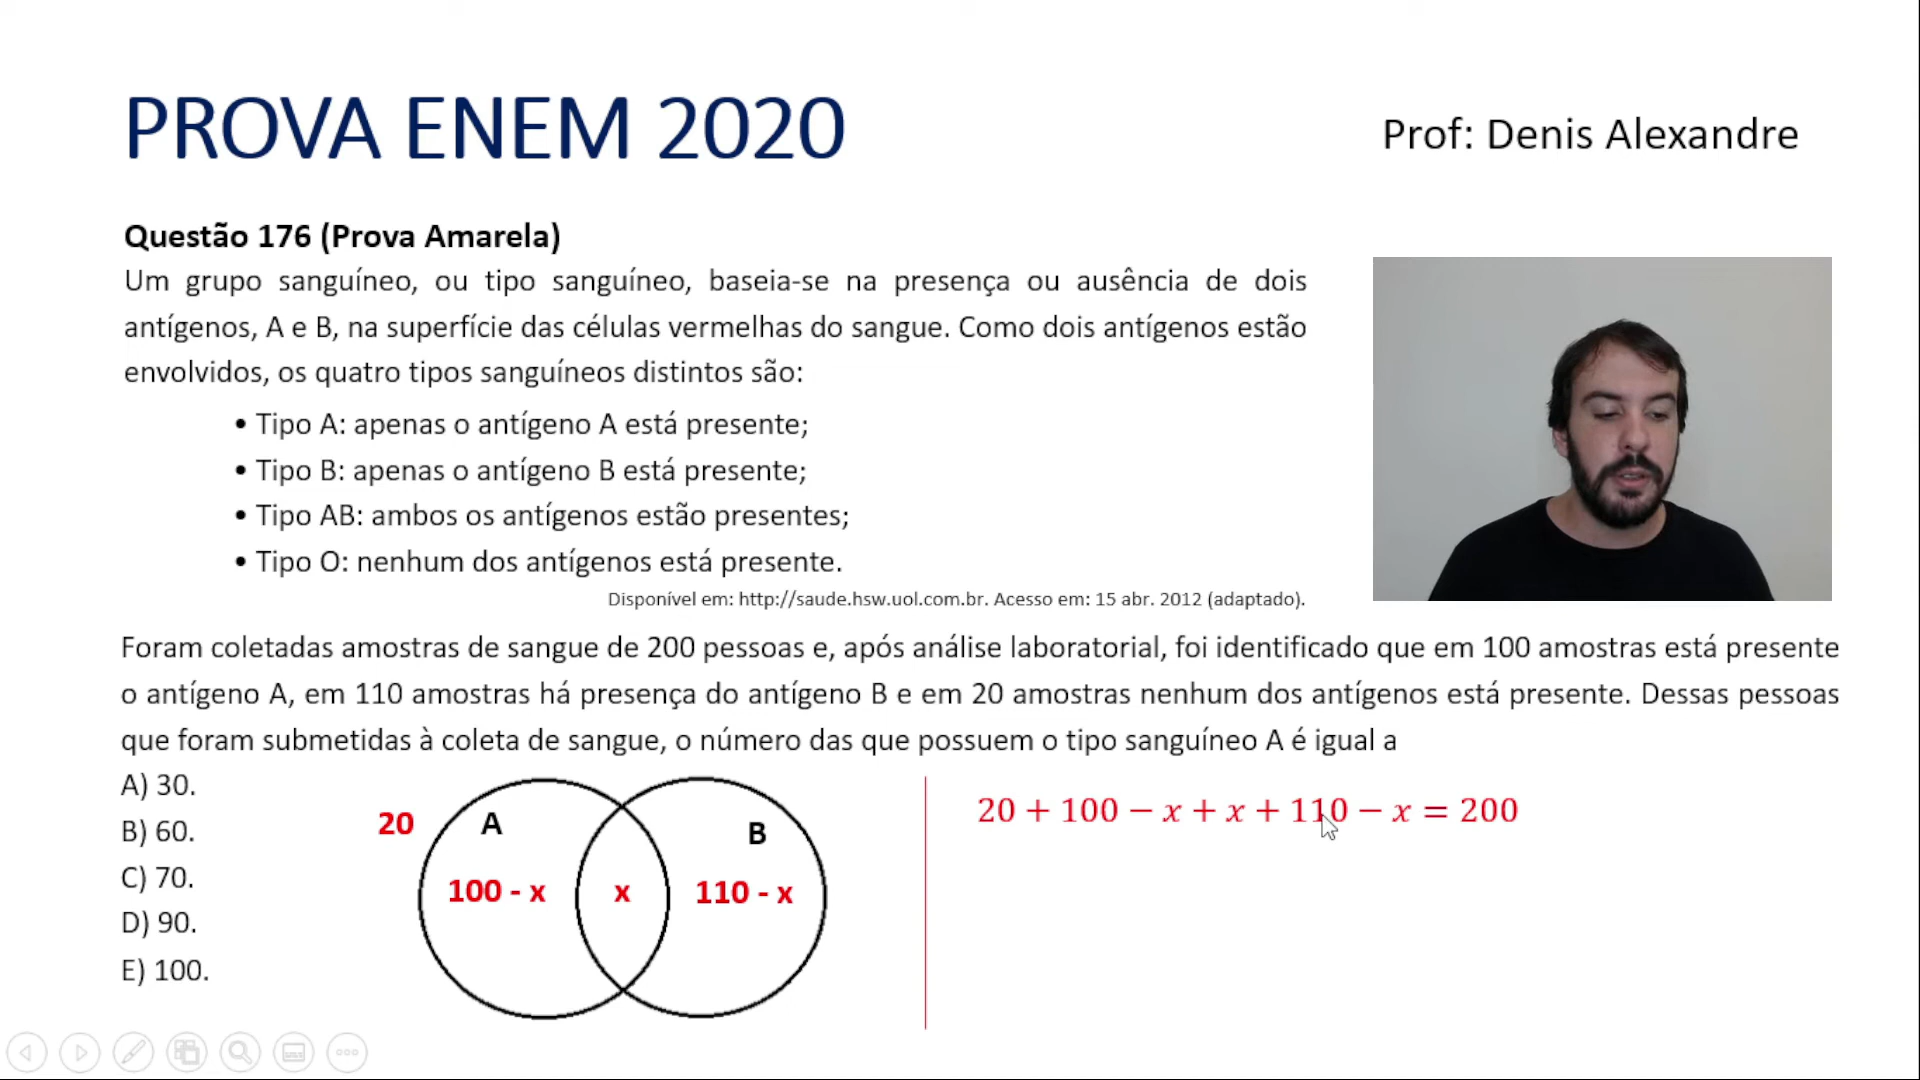 PROVA ENEM 2020
Prof: Denis Alexandre
Questão 176 (Prova Amarela)
Um grupo sanguíneo, ou tipo sanguíneo, baseia-se na presença ou ausência de dois
antígenos, A e B, na superfície das células vermelhas do sangue. Como dois antígenos estão
envolvidos, os quatro tipos sanguíneos distintos são:
• Tipo A: apenas o antígeno A está presente;
• Tipo B: apenas o antígeno B está presente;
• Tipo AB: ambos os antígenos estão presentes;
• Tipo O: nenhum dos antígenos está presente.
Disponível em: http://saude.hsw.uol.com.br. Acesso em: 15 abr. 2012 (adaptado).
Foram coletadas amostras de sangue de 200 pessoas e, após análise laboratorial, foi identificado que em 100 amostras está presente
o antígeno A, em 110 amostras há presença do antígeno B e em 20 amostras nenhum dos antígenos está presente. Dessas pessoas
que foram submetidas à coleta de sangue, o número das que possuem o tipo sanguíneo A é igual a
A) 30.
B) 60.
C) 70.
D) 90.
E) 100.
20
A
B
100 - x
x
110 - x
20 + 100 − x + x + 110 − x = 200